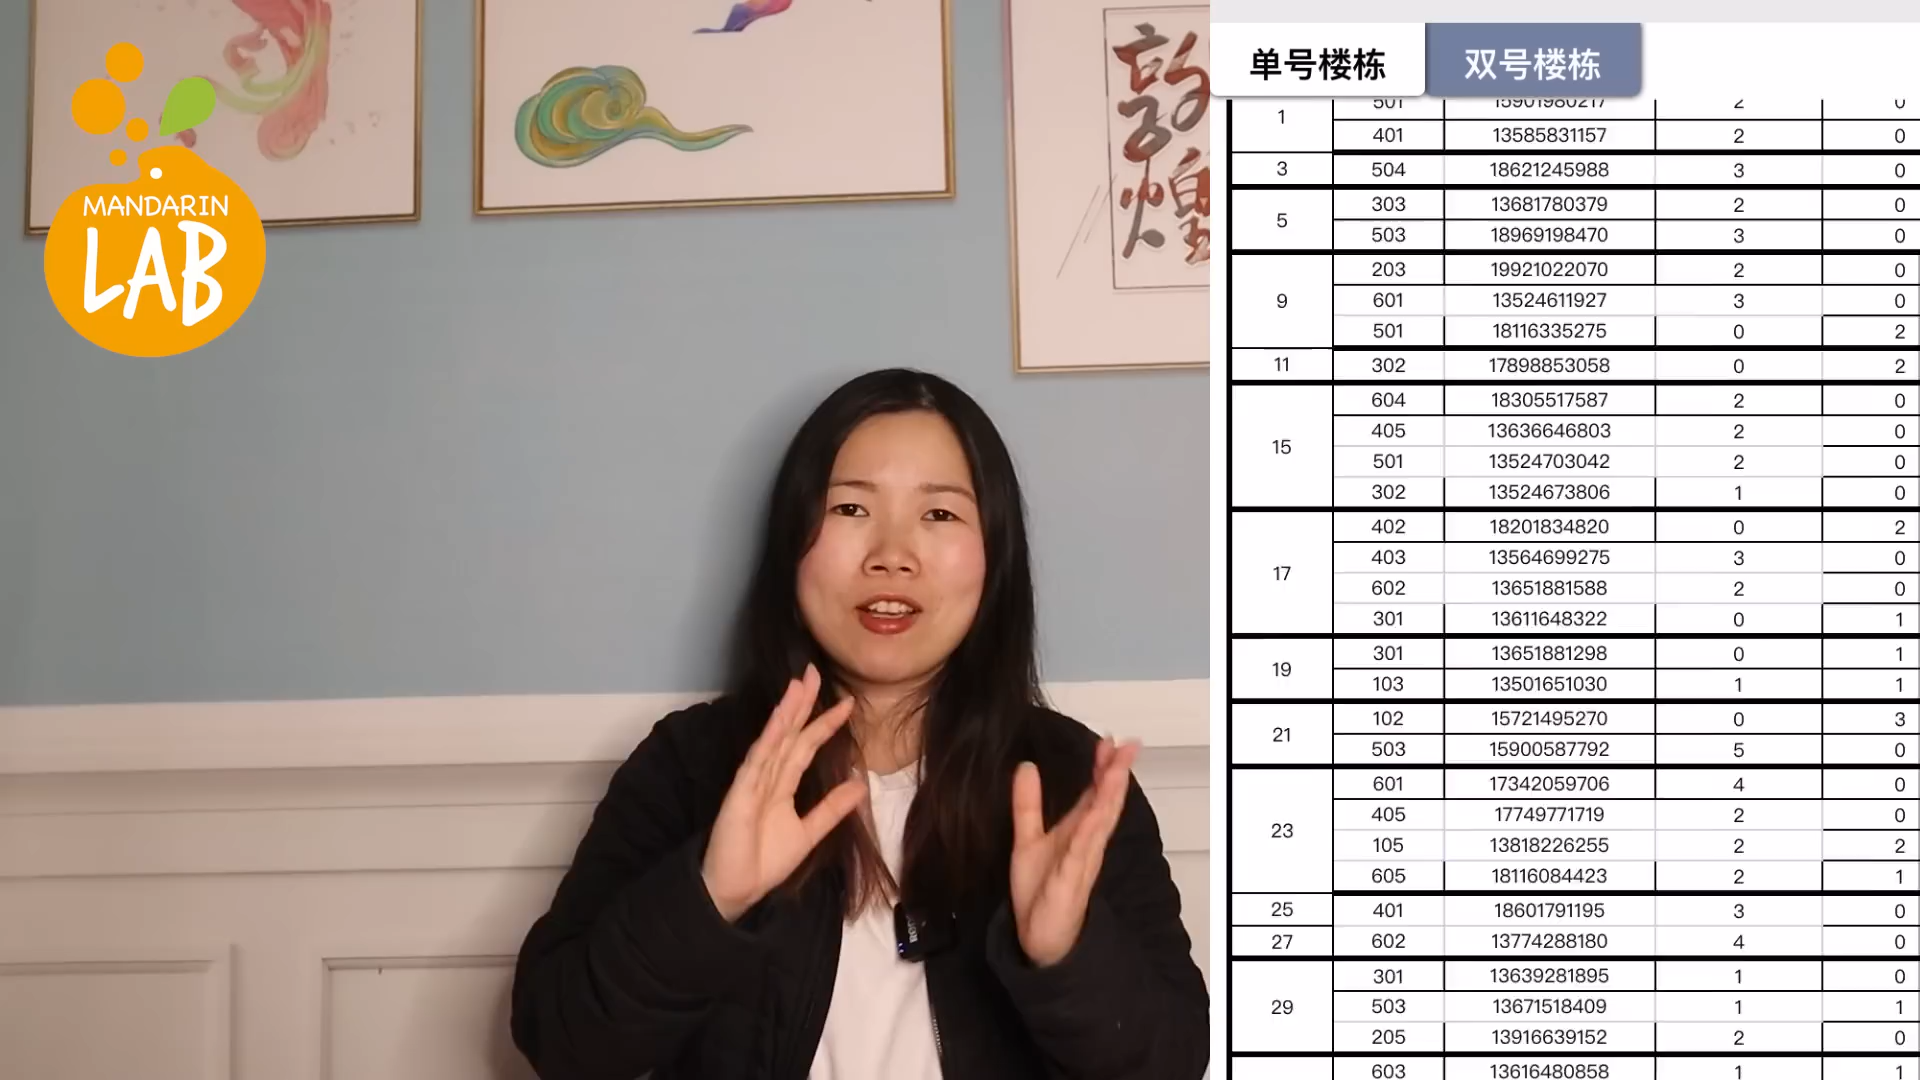 MANDARIN
LAB
敦
煌
单号楼栋 双号楼栋
1
401 13585831157 2 0
3 504 18621245988 3 0
5
303 13681780379 2 0
503 18969198470 3 0
9
203 19921022070 2 0
601 13524611927 3 0
501 18116335275 0 2
11 302 17898853058 0 2
15
604 18305517587 2 0
405 13636646803 2 0
501 13524703042 2 0
302 13524673806 1 0
17
402 18201834820 0 2
403 13564699275 3 0
602 13651881588 2 0
301 13611648322 0 1
19
301 13651881298 0 1
103 13501651030 1 1
21
102 15721495270 0 3
503 15900587792 5 0
23
601 17342059706 4 0
405 17749771719 2 0
105 13818226255 2 2
605 18116084423 2 1
25 401 18601791195 3 0
27 602 13774288180 4 0
29
301 13639281895 1 0
503 13671518409 1 1
205 13916639152 2 0
603 13616480858 1 1